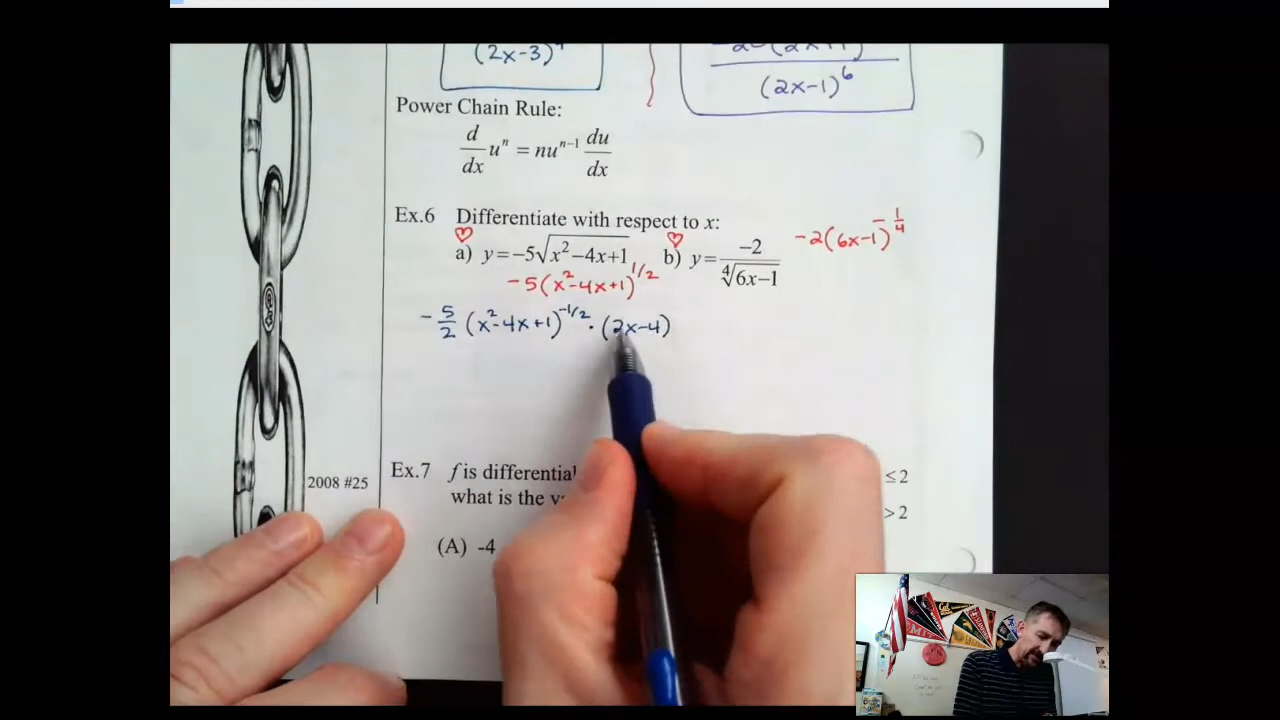 (2x-3)
(2x-1)^6
Power Chain Rule:
d/dx u^n = nu^{n-1} du/dx
Ex.6 Differentiate with respect to x:
a) y=-5√(x²-4x+1)
b) y= -2/∜(6x-1)
-2(6x-1)^{-1/4}
-5(x²-4x+1)^{1/2}
-5/2 (x²-4x+1)^{-1/2} · (2x-4)
Ex.7 f is
≤2
2008 #25
what is the
>2
(A) -4